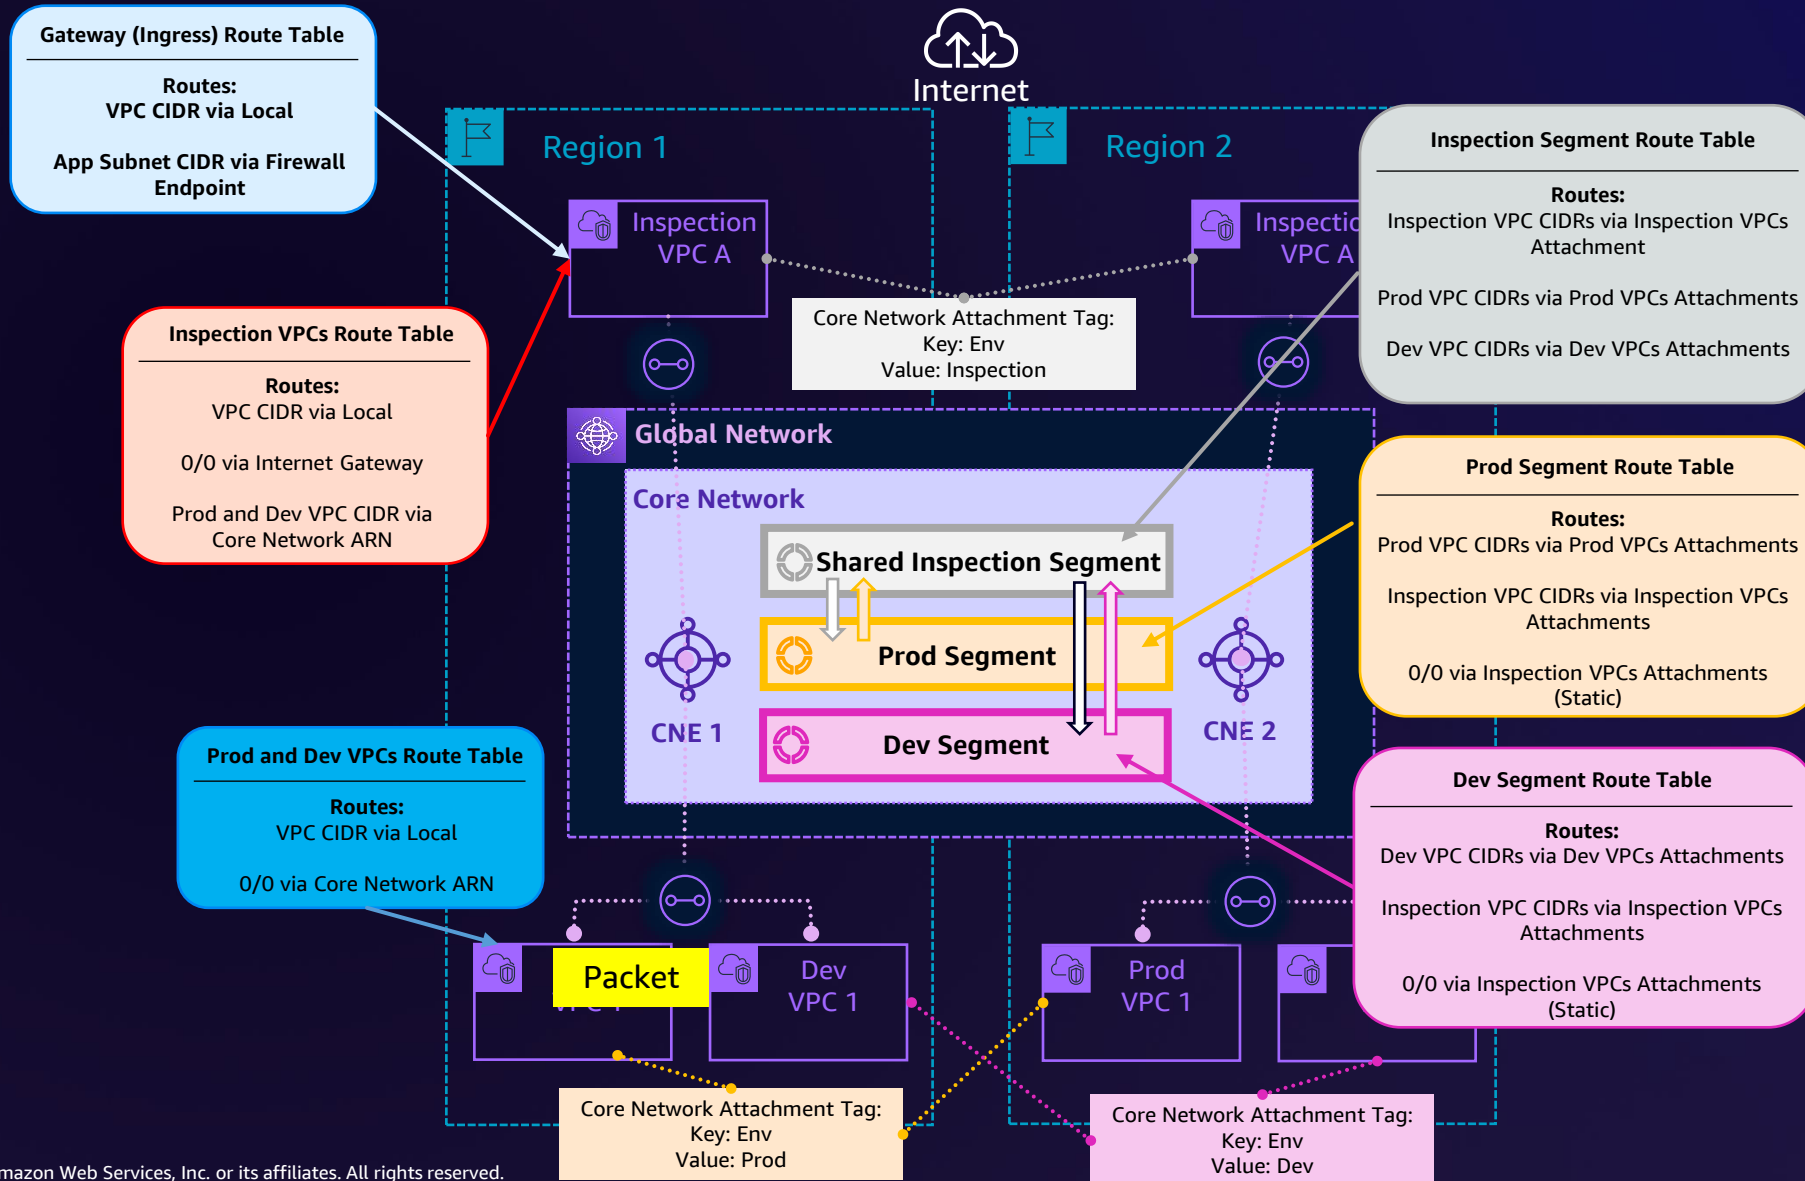 Gateway (Ingress) Route Table
Routes:
VPC CIDR via Local
App Subnet CIDR via Firewall
Endpoint
Internet
Region 1
Region 2
Inspection
VPC A
VPC A
Core Network Attachment Tag:
Key: Env
Value: Inspection
Inspection Segment Route Table
Routes:
Inspection VPC CIDRs via Inspection VPCs
Attachment
Prod VPC CIDRs via Prod VPCs Attachments
Dev VPC CIDRs via Dev VPCs Attachments
Inspection VPCs Route Table
Routes:
VPC CIDR via Local
0/0 via Internet Gateway
Prod and Dev VPC CIDR via
Core Network ARN
Global Network
Core Network
Shared Inspection Segment
Prod Segment
Dev Segment
CNE 1
CNE 2
Prod Segment Route Table
Routes:
Prod VPC CIDRs via Prod VPCs Attachments
Inspection VPC CIDRs via Inspection VPCs
Attachments
0/0 via Inspection VPCs Attachments
(Static)
Prod and Dev VPCs Route Table
Routes:
VPC CIDR via Local
0/0 via Core Network ARN
Dev Segment Route Table
Routes:
Dev VPC CIDRs via Dev VPCs Attachments
Inspection VPC CIDRs via Inspection VPCs
Attachments
0/0 via Inspection VPCs Attachments
(Static)
Packet
Dev
VPC 1
Prod
VPC 1
Core Network Attachment Tag:
Key: Env
Value: Prod
Core Network Attachment Tag:
Key: Env
Value: Dev
Web Services, Inc. or its affiliates. All rights reserved.